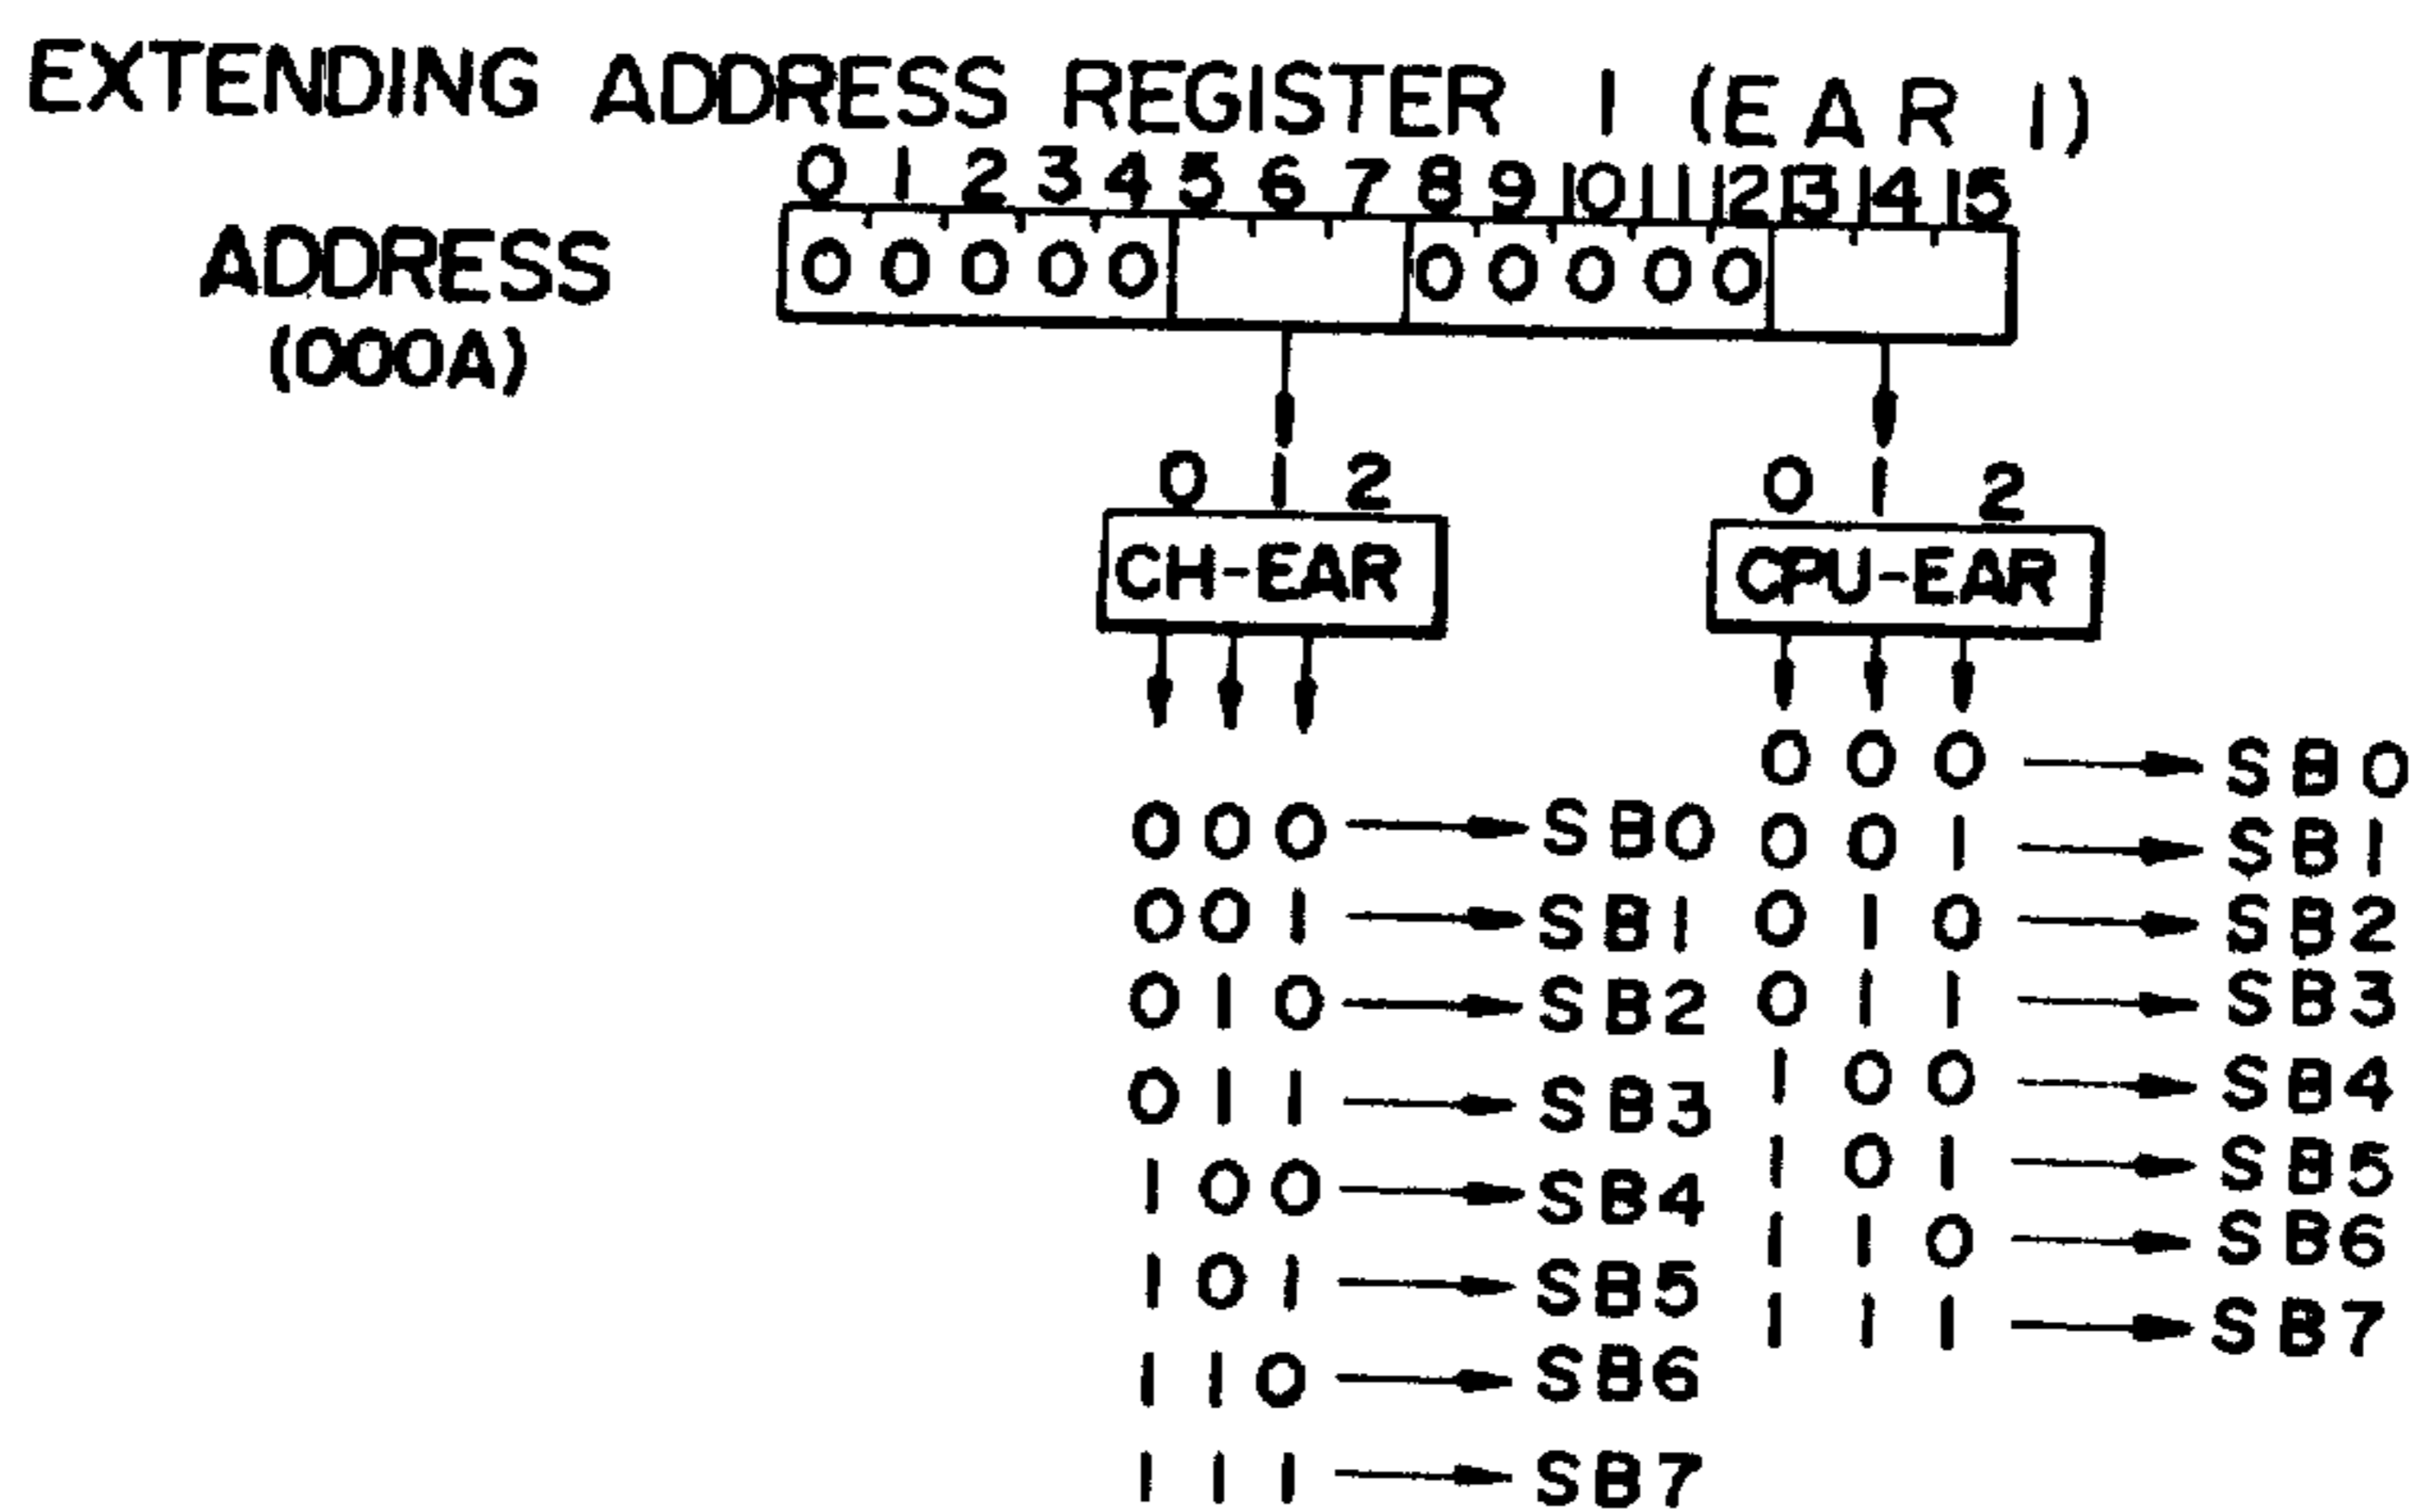 EXTENDING ADDRESS REGISTER 1 (EAR 1)
0 1 2 3 4 5 6 7 8 9 10 11 12 13 14 15
ADDRESS 0 0 0 0 0 0 0 0 0 0
(000A)
0 1 2 0 1 2
CH-EAR CPU-EAR
0 0 0 → SB0
0 0 1 → SB1
0 1 0 → SB2
0 1 1 → SB3
1 0 0 → SB4
1 0 1 → SB5
1 1 0 → SB6
1 1 1 → SB7
0 0 0 → SB0
0 0 1 → SB1
0 1 0 → SB2
0 1 1 → SB3
1 0 0 → SB4
1 0 1 → SB5
1 1 0 → SB6
1 1 1 → SB7